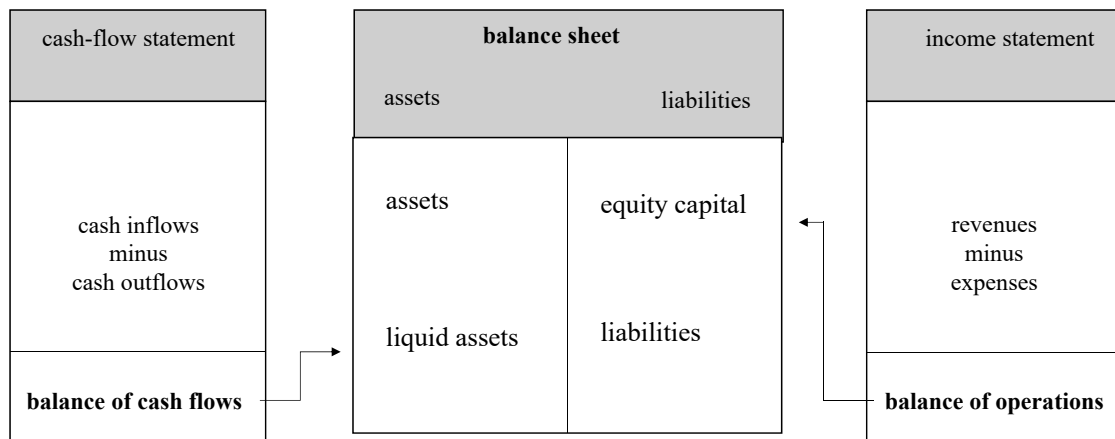 cash-flow statement
cash inflows
minus
cash outflows
balance of cash flows
balance sheet
assets
liabilities
assets
equity capital
liquid assets
liabilities
income statement
revenues
minus
expenses
balance of operations